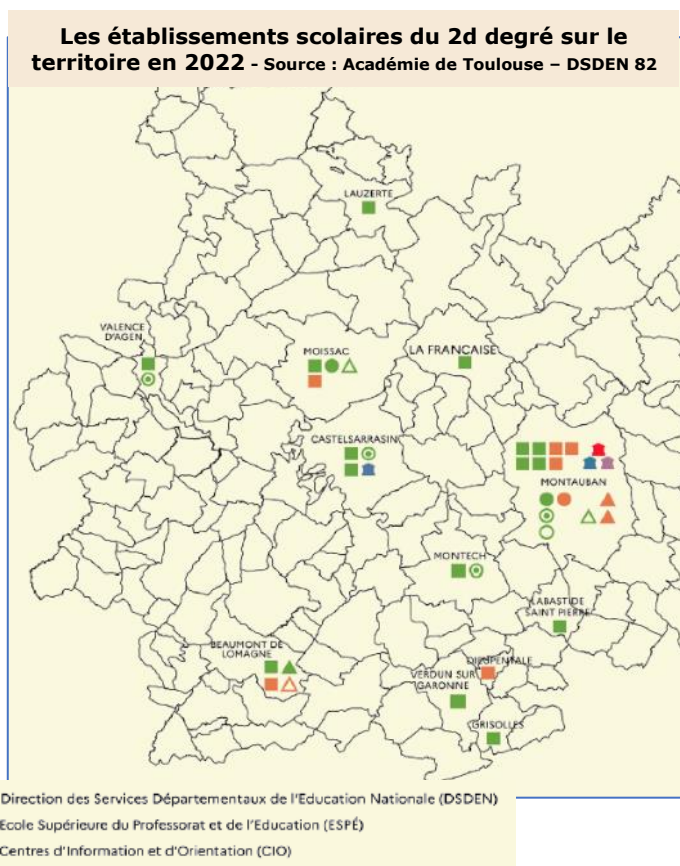 Les établissements scolaires du 2d degré sur le
territoire en 2022 - Source : Académie de Toulouse – DSDEN 82
LAUZERTE
VALENCE
D'AGEN
MOISSAC
LA FRANCAISE
CASTELSARRASIN
MONTAUBAN
MONTECH
LABASTIDE
SAINT PIERRE
BEAUMONT DE
LOMAGNE
DIEUPENTALE
VERDUN SUR
GARONNE
GRISOLLES
Direction des Services Départementaux de l'Education Nationale (DSDEN)
Ecole Supérieure du Professorat et de l'Education (ESPÉ)
Centres d'Information et d'Orientation (CIO)